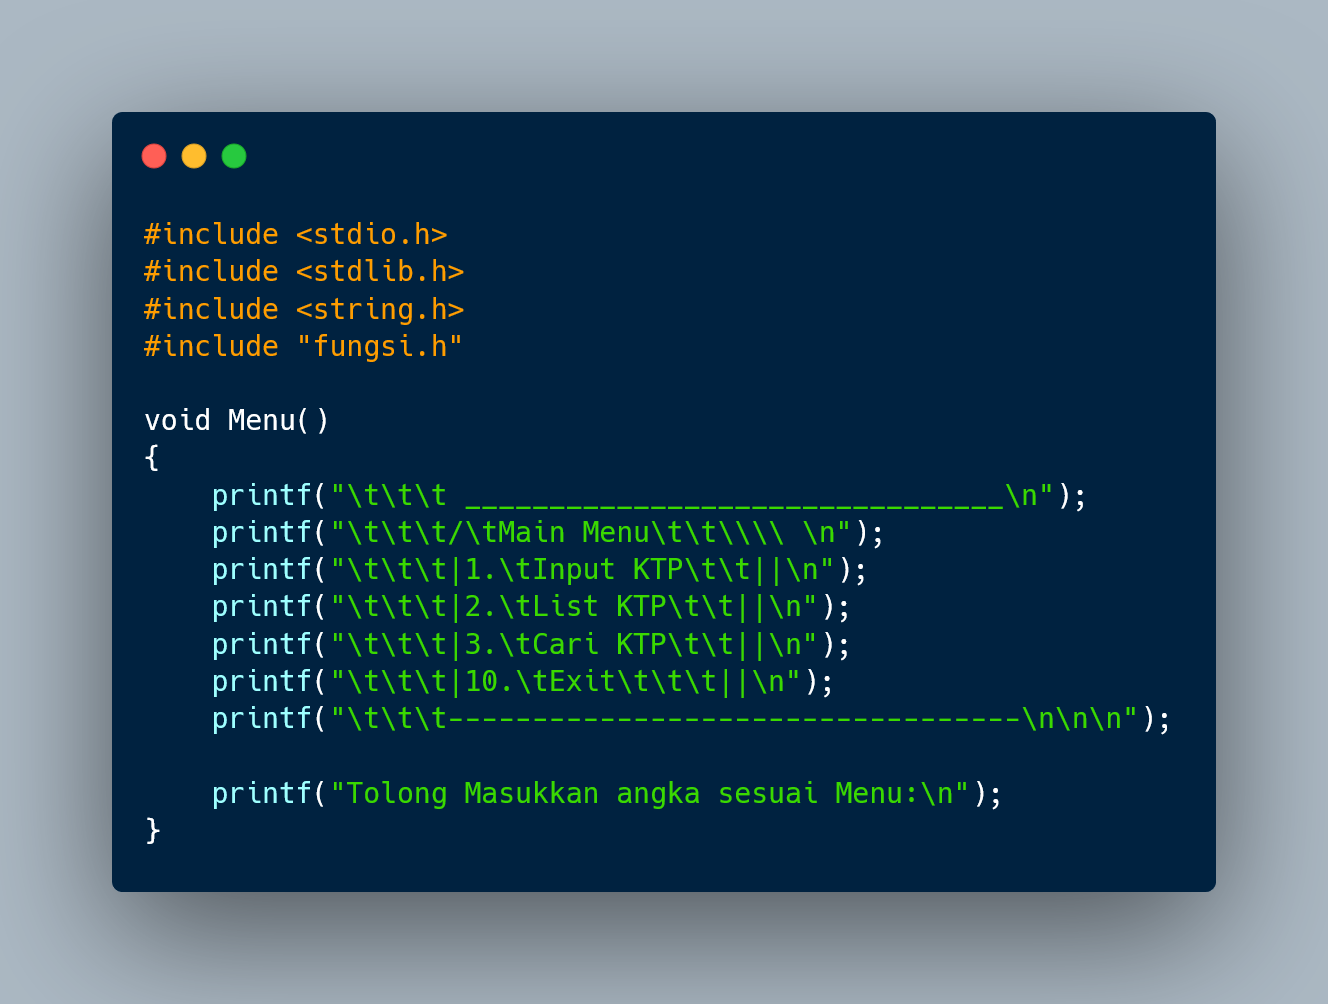 #include <stdio.h>
#include <stdlib.h>
#include <string.h>
#include "fungsi.h"
void Menu()
{
    printf("\t\t\t ________________________________\n");
    printf("\t\t\t/\tMain Menu\t\t\\\\ \n");
    printf("\t\t\t|1.\tInput KTP\t\t||\n");
    printf("\t\t\t|2.\tList KTP\t\t||\n");
    printf("\t\t\t|3.\tCari KTP\t\t||\n");
    printf("\t\t\t|10.\tExit\t\t\t||\n");
    printf("\t\t\t----------------------------------\n\n\n");
    printf("Tolong Masukkan angka sesuai Menu:\n");
}